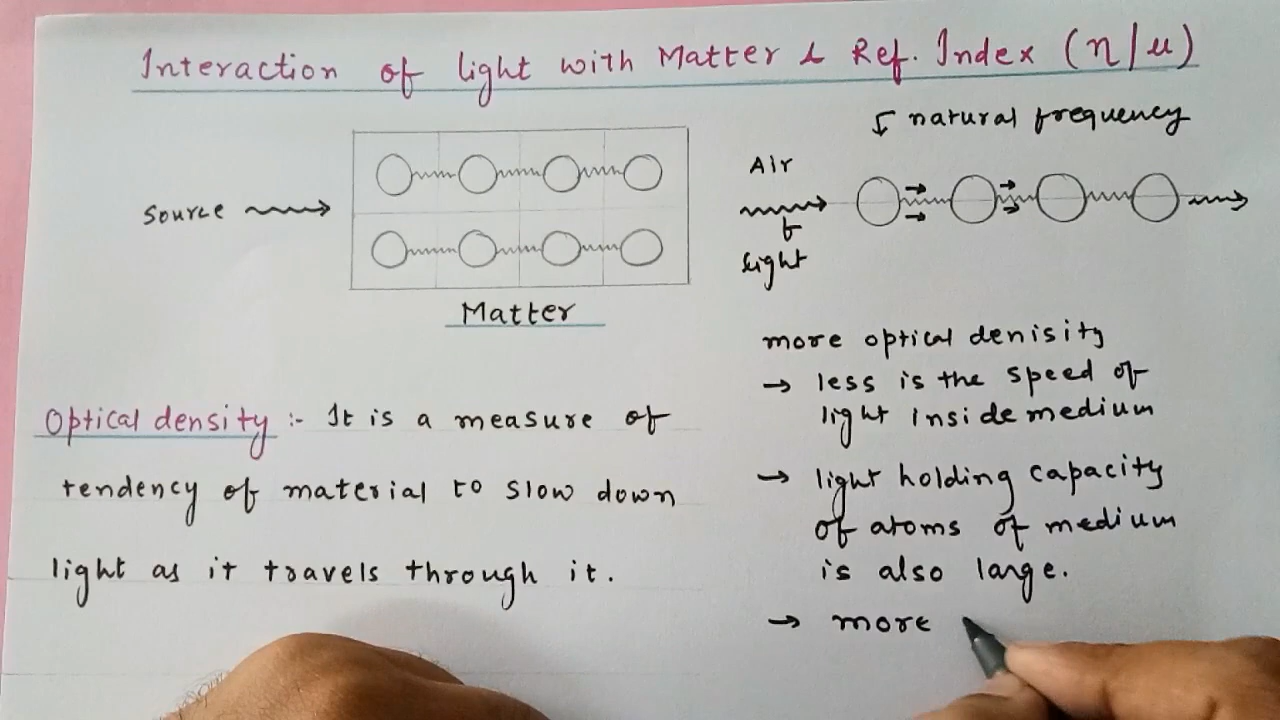 Interaction of light with Matter & Ref. Index (η/μ)
natural frequency
Air
Source
light
Matter
more optical denisity
→ less is the speed of
light inside medium
Optical density :- It is a measure of
tendency of material to slow down
light as it travels through it.
→ light holding capacity
of atoms of medium
is also large.
→ more